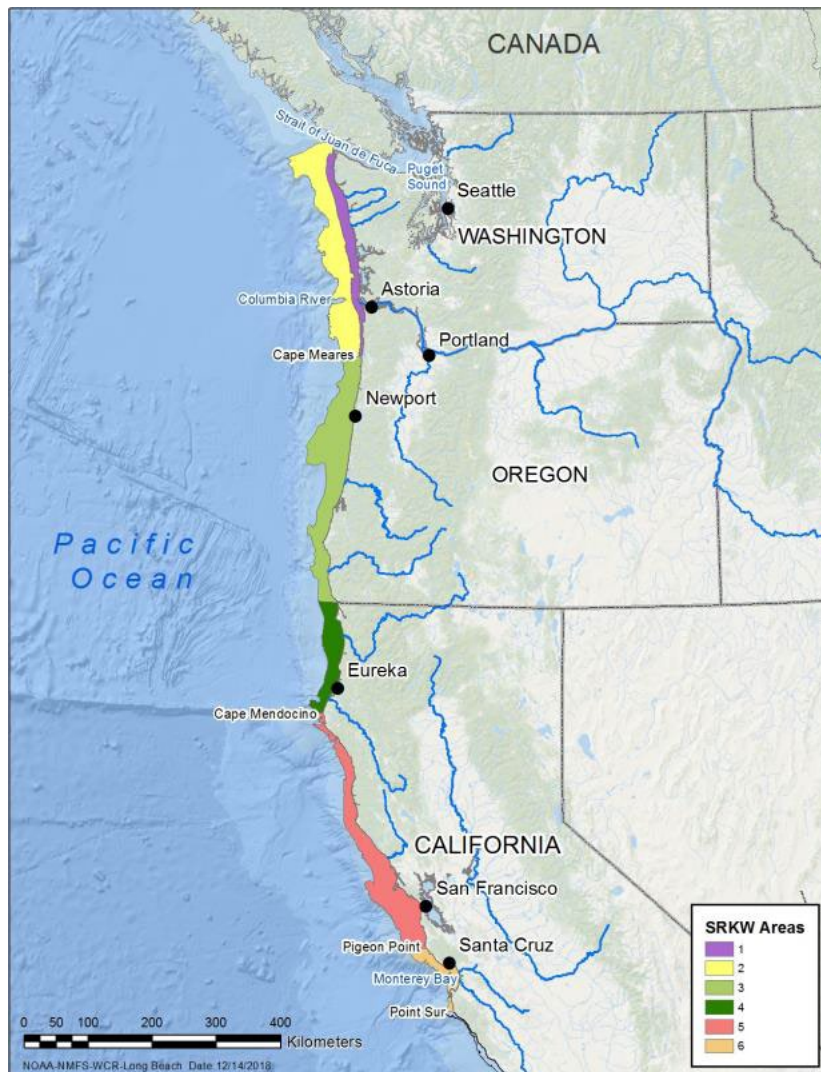 CANADA
Strait of Juan de Fuca
Puget
Sound
Seattle
WASHINGTON
Columbia River
Astoria
Portland
Cape Meares
Newport
OREGON
Pacific
Ocean
Eureka
Cape Mendocino
CALIFORNIA
San Francisco
Pigeon Point
Santa Cruz
Monterey Bay
Point Sur
SRKW Areas
1
2
3
4
5
6
0 50 100 200 300 400
Kilometers
NOAA-NMFS-WCR-Long Beach Date:12/14/2018